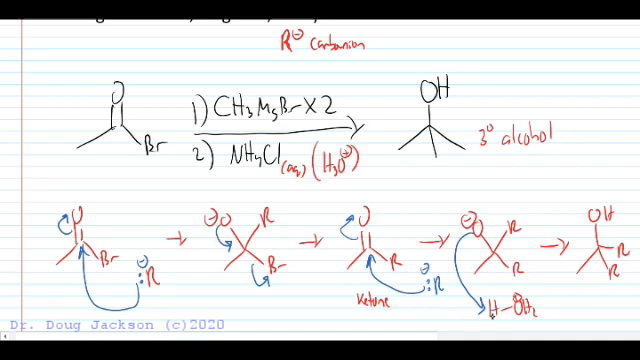 R⊖ carbanion
O
OH
1) CH3MgBr X 2
Br
2) NH4Cl(aq) (H3O⊕)
3° alcohol
O Br ⊖ :R
⊖O R Br
O R ⊖ :R
⊖O R R
OH R R
ketone
H–OH2
Dr. Doug Jackson (c)2020